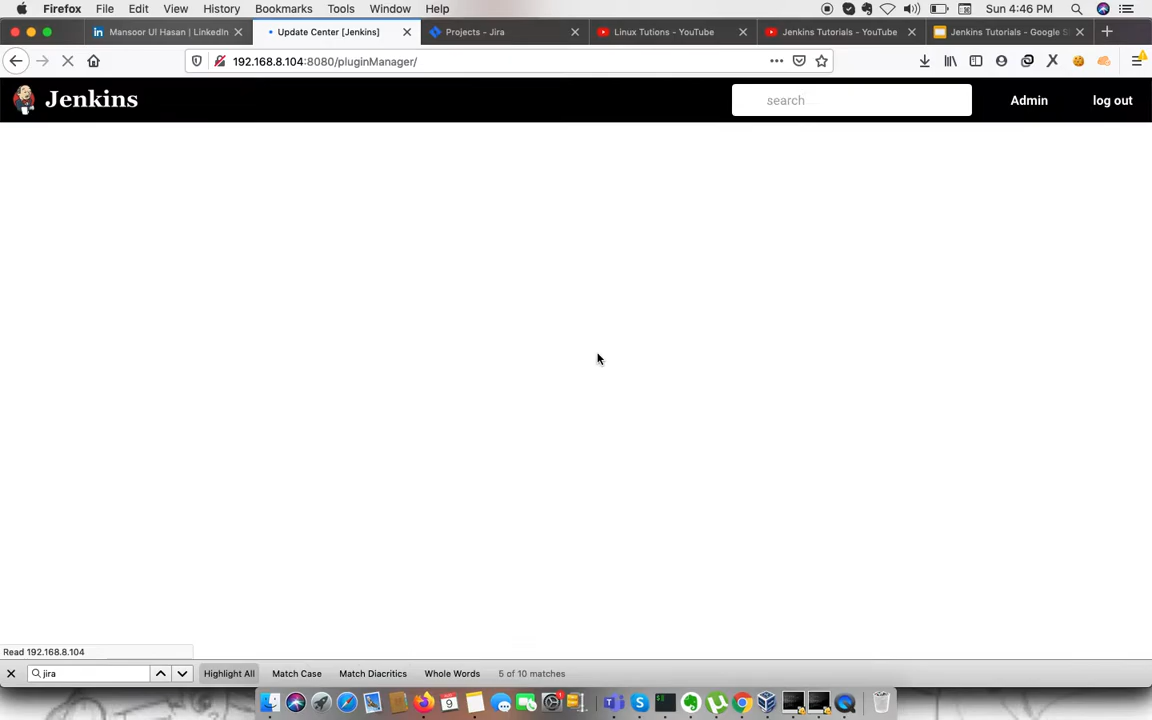 Firefox File Edit View History Bookmarks Tools Window Help Sun 4:46 PM
Mansoor Ul Hasan | LinkedIn Update Center [Jenkins] Projects - Jira Linux Tutions - YouTube Jenkins Tutorials - YouTube Jenkins Tutorials - Google S
192.168.8.104:8080/pluginManager/
Jenkins search Admin log out
Read 192.168.8.104
jira Highlight All Match Case Match Diacritics Whole Words 5 of 10 matches
9